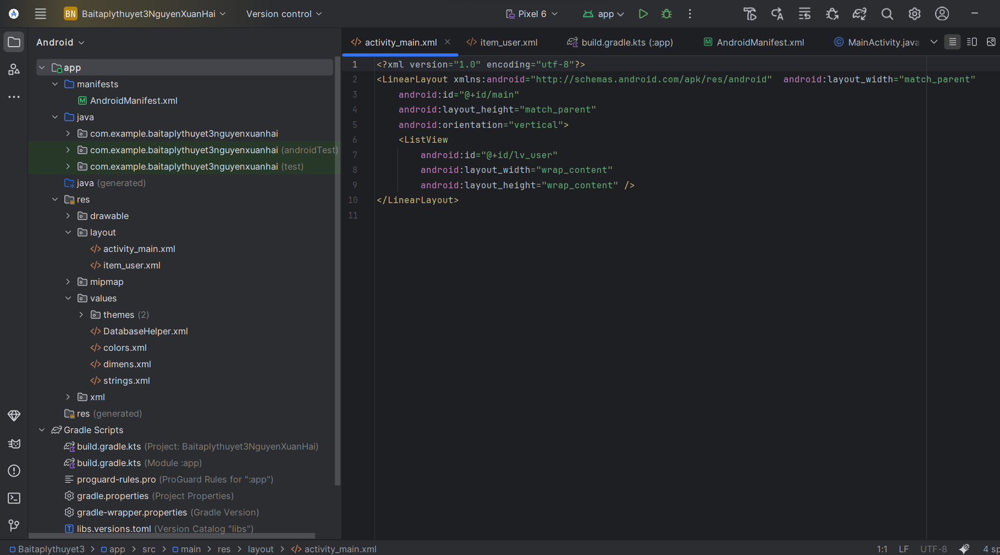 BN Baitaplythuyet3NguyenXuanHai Version control Pixel 6 app
Android
activity_main.xml item_user.xml build.gradle.kts (:app) AndroidManifest.xml MainActivity.java
app
manifests
AndroidManifest.xml
java
com.example.baitaplythuyet3nguyenxuanhai
com.example.baitaplythuyet3nguyenxuanhai (androidTest)
com.example.baitaplythuyet3nguyenxuanhai (test)
java (generated)
res
drawable
layout
activity_main.xml
item_user.xml
mipmap
values
themes (2)
DatabaseHelper.xml
colors.xml
dimens.xml
strings.xml
xml
res (generated)
Gradle Scripts
build.gradle.kts (Project: Baitaplythuyet3NguyenXuanHai)
build.gradle.kts (Module :app)
proguard-rules.pro (ProGuard Rules for ":app")
gradle.properties (Project Properties)
gradle-wrapper.properties (Gradle Version)
libs.versions.toml (Version Catalog "libs")
1 <?xml version="1.0" encoding="utf-8"?>
2 <LinearLayout xmlns:android="http://schemas.android.com/apk/res/android"  android:layout_width="match_parent"
3     android:id="@+id/main"
4     android:layout_height="match_parent"
5     android:orientation="vertical">
6     <ListView
7         android:id="@+id/lv_user"
8         android:layout_width="wrap_content"
9         android:layout_height="wrap_content" />
10 </LinearLayout>
11
Baitaplythuyet3 > app > src > main > res > layout > activity_main.xml 1:1 LF UTF-8 4 sp